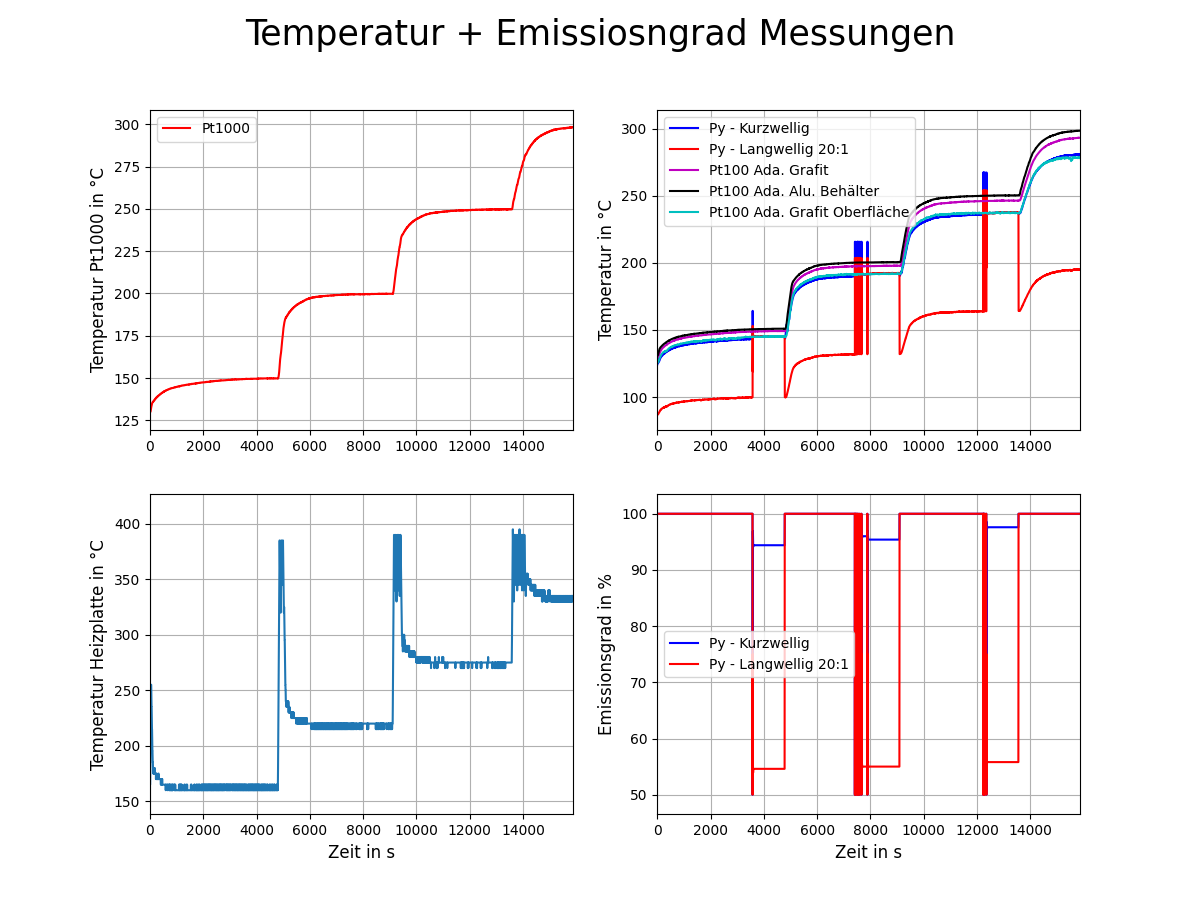 Temperatur + Emissiosngrad Messungen
Temperatur Pt1000 in °C
300
275
250
225
200
175
150
125
Pt1000
0 2000 4000 6000 8000 10000 12000 14000
Temperatur in °C
300
250
200
150
100
Py - Kurzwellig
Py - Langwellig 20:1
Pt100 Ada. Grafit
Pt100 Ada. Alu. Behälter
Pt100 Ada. Grafit Oberfläche
0 2000 4000 6000 8000 10000 12000 14000
Temperatur Heizplatte in °C
400
350
300
250
200
150
0 2000 4000 6000 8000 10000 12000 14000
Zeit in s
Emissionsgrad in %
100
90
80
70
60
50
Py - Kurzwellig
Py - Langwellig 20:1
0 2000 4000 6000 8000 10000 12000 14000
Zeit in s